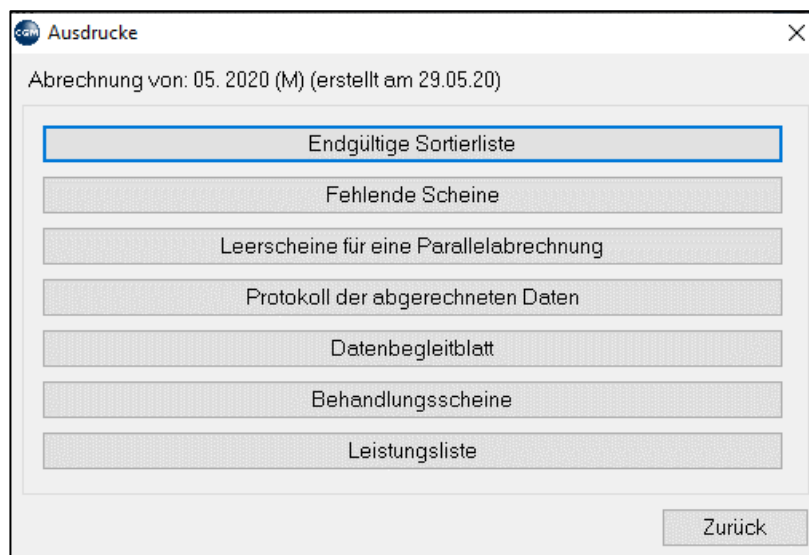 CGM Ausdrucke
Abrechnung von: 05. 2020 (M) (erstellt am 29.05.20)
Endgültige Sortierliste
Fehlende Scheine
Leerscheine für eine Parallelabrechnung
Protokoll der abgerechneten Daten
Datenbegleitblatt
Behandlungsscheine
Leistungsliste
Zurück